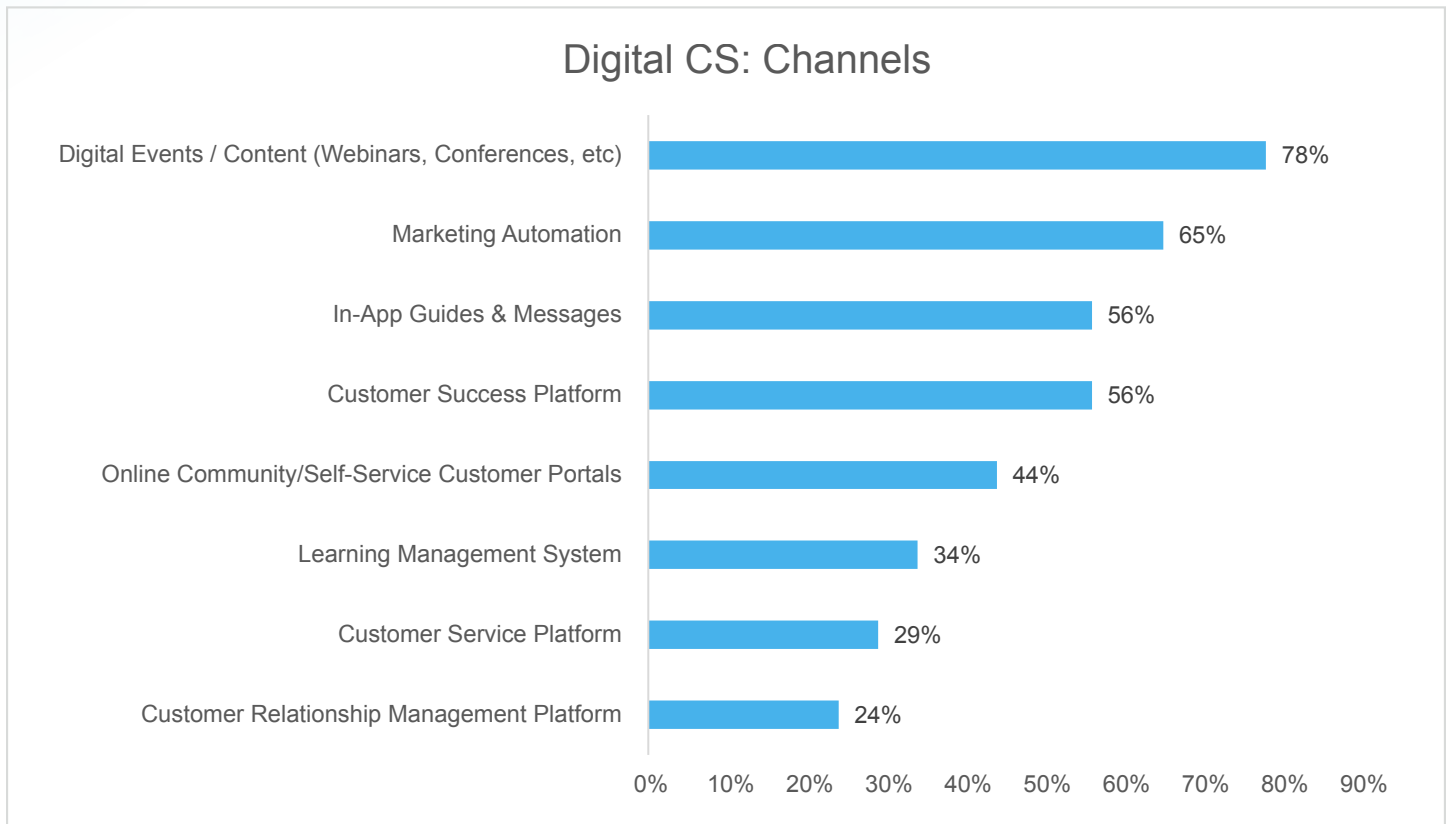 Digital CS: Channels
Digital Events / Content (Webinars, Conferences, etc) 78%
Marketing Automation 65%
In-App Guides & Messages 56%
Customer Success Platform 56%
Online Community/Self-Service Customer Portals 44%
Learning Management System 34%
Customer Service Platform 29%
Customer Relationship Management Platform 24%
0% 10% 20% 30% 40% 50% 60% 70% 80% 90%